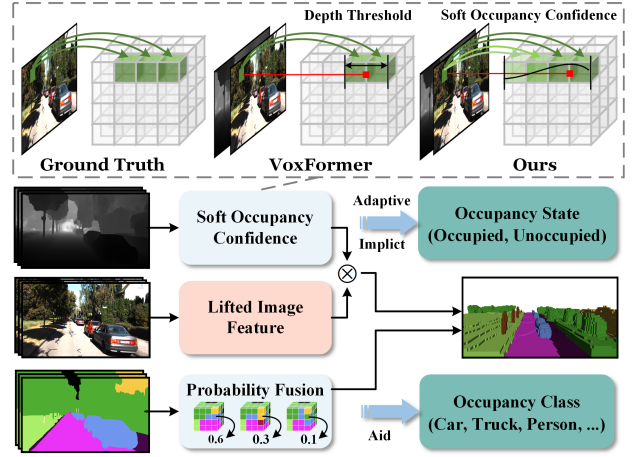 Depth Threshold
Soft Occupancy Confidence
Ground Truth
VoxFormer
Ours
Soft Occupancy
Confidence
Adaptive
Implict
Occupancy State
(Occupied, Unoccupied)
Lifted Image
Feature
Probability Fusion
0.6
0.3
0.1
Aid
Occupancy Class
(Car, Truck, Person, ...)